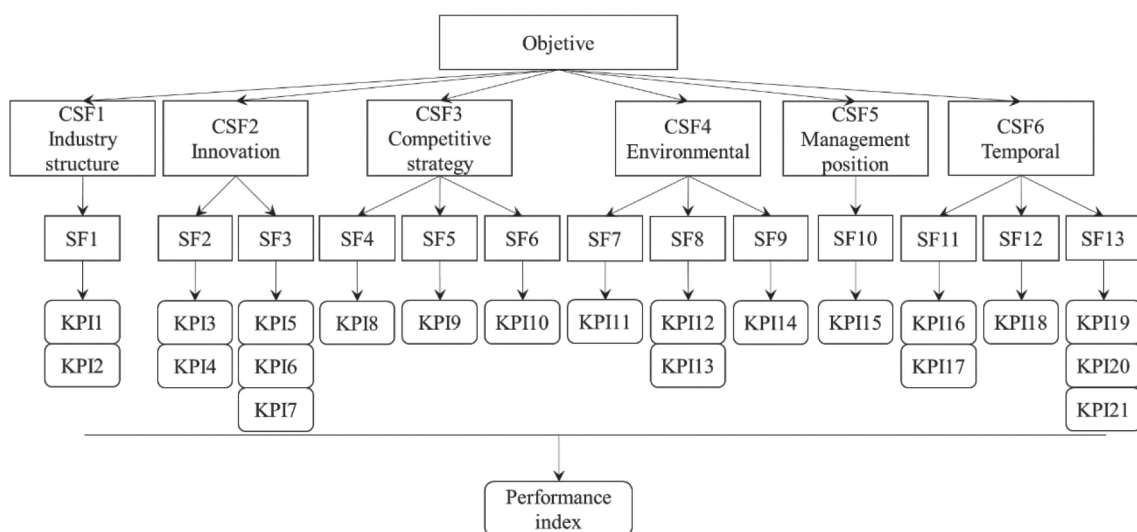 Objetive
CSF1
Industry
structure
CSF2
Innovation
CSF3
Competitive
strategy
CSF4
Environmental
CSF5
Management
position
CSF6
Temporal
SF1
SF2
SF3
SF4
SF5
SF6
SF7
SF8
SF9
SF10
SF11
SF12
SF13
KPI1
KPI3
KPI5
KPI8
KPI9
KPI10
KPI11
KPI12
KPI14
KPI15
KPI16
KPI18
KPI19
KPI2
KPI4
KPI6
KPI13
KPI17
KPI20
KPI7
KPI21
Performance
index